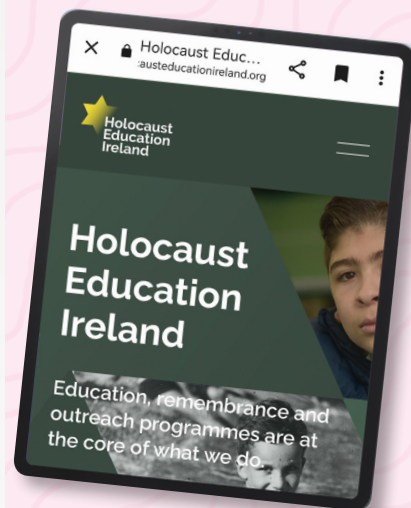 Holocaust Educ...
:austeducationireland.org
Holocaust
Education
Ireland
Holocaust
Education
Ireland
Education, remembrance and
outreach programmes are at
the core of what we do.